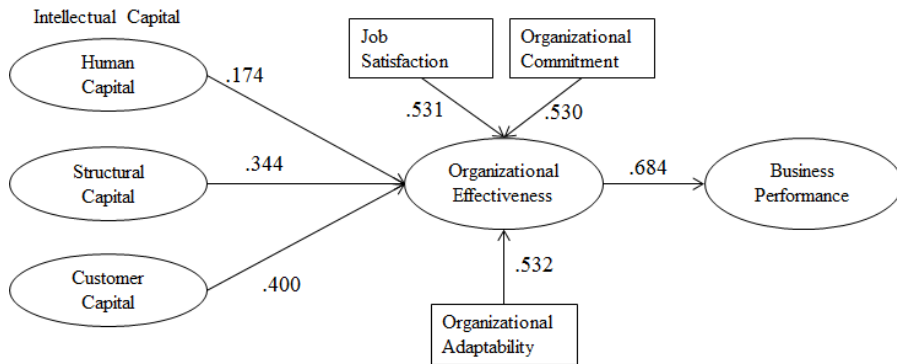 Intellectual Capital
Human
Capital
.174
Job
Satisfaction
Organizational
Commitment
.531
.530
Structural
Capital
.344
Organizational
Effectiveness
.684
Business
Performance
Customer
Capital
.400
.532
Organizational
Adaptability